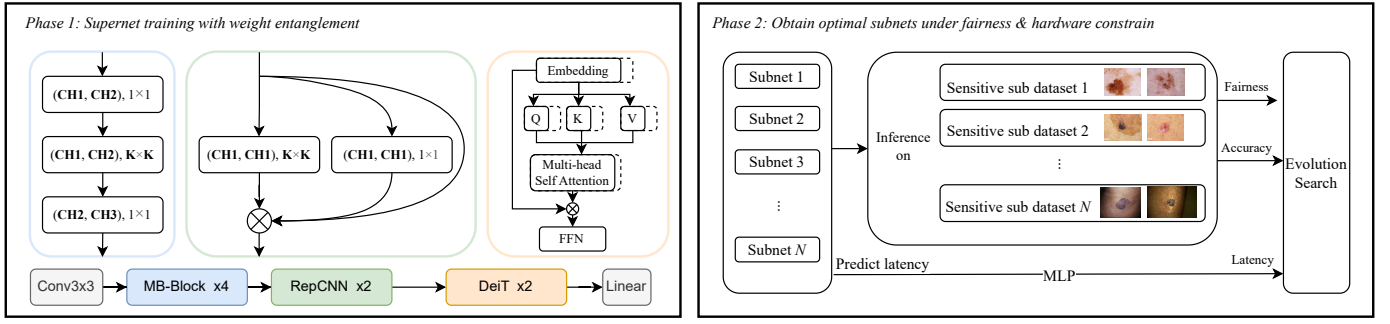 Phase 1: Supernet training with weight entanglement
(CH1, CH2), 1×1
(CH1, CH2), K×K
(CH2, CH3), 1×1
(CH1, CH1), K×K
(CH1, CH1), 1×1
Embedding
Q
K
V
Multi-head
Self Attention
FFN
Conv3x3
MB-Block x4
RepCNN x2
DeiT x2
Linear
Phase 2: Obtain optimal subnets under fairness & hardware constrain
Subnet 1
Subnet 2
Subnet 3
...
Subnet N
Inference
on
Sensitive sub dataset 1
Sensitive sub dataset 2
...
Sensitive sub dataset N
Fairness
Accuracy
Predict latency
MLP
Latency
Evolution
Search